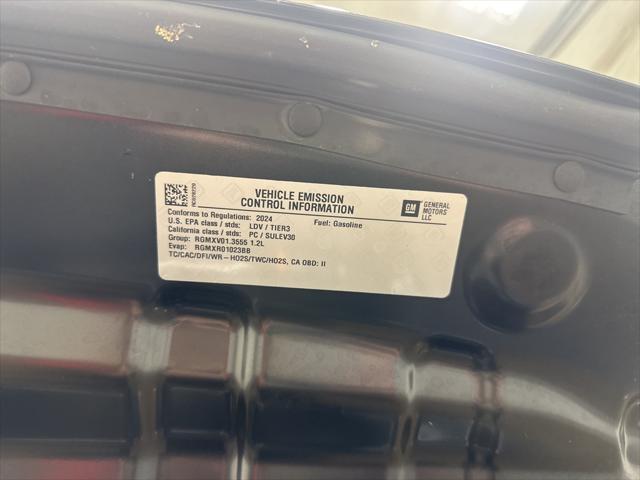 VEHICLE EMISSION
CONTROL INFORMATION
GM
GENERAL
MOTORS
LLC
Conforms to Regulations: 2024
Fuel: Gasoline
U.S. EPA class / stds: LDV / TIER3
California class / stds: PC / SULEV30
Group: RGMXV01.3555 1.2L
Evap: RGMXR0102388
TC/CAC/DFI/WR-HO2S/TWC/HO2S, CA OBD: II